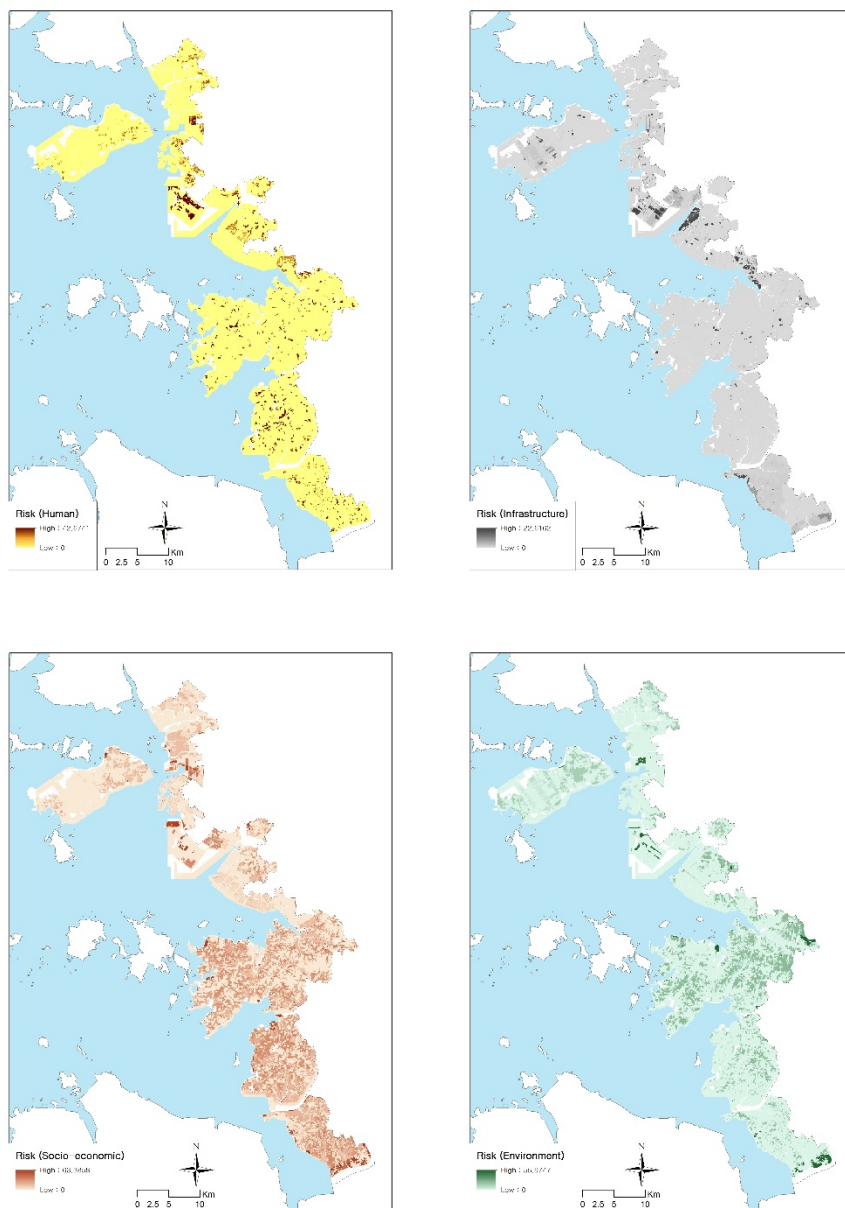 N
Risk (Human)
Low : 0
0 2.5 5 10
Km
N
Risk (Infrastructure)
Low : 0
0 2.5 5 10
Km
N
Risk (Socio-economic)
Low : 0
0 2.5 5 10
Km
N
Risk (Environment)
Low : 0
0 2.5 5 10
Km